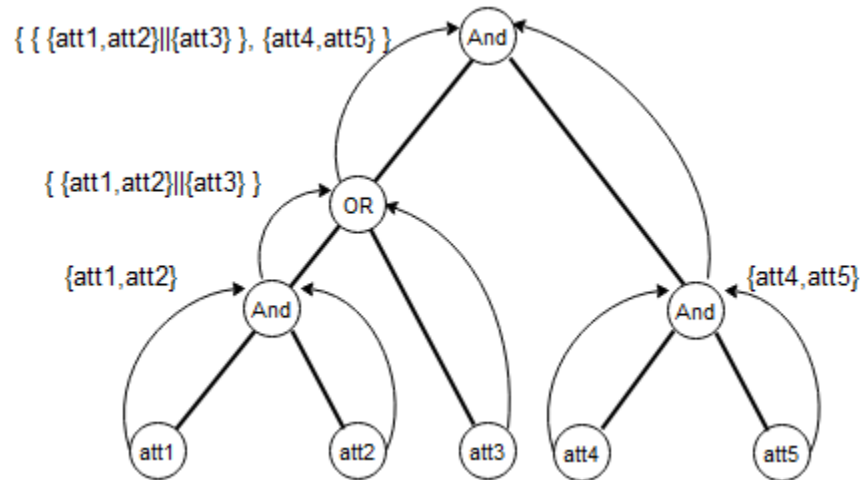 { { {att1,att2}||{att3} }, {att4,att5} }
And
{ {att1,att2}||{att3} }
OR
{att1,att2}
{att4,att5}
And
And
att1
att2
att3
att4
att5